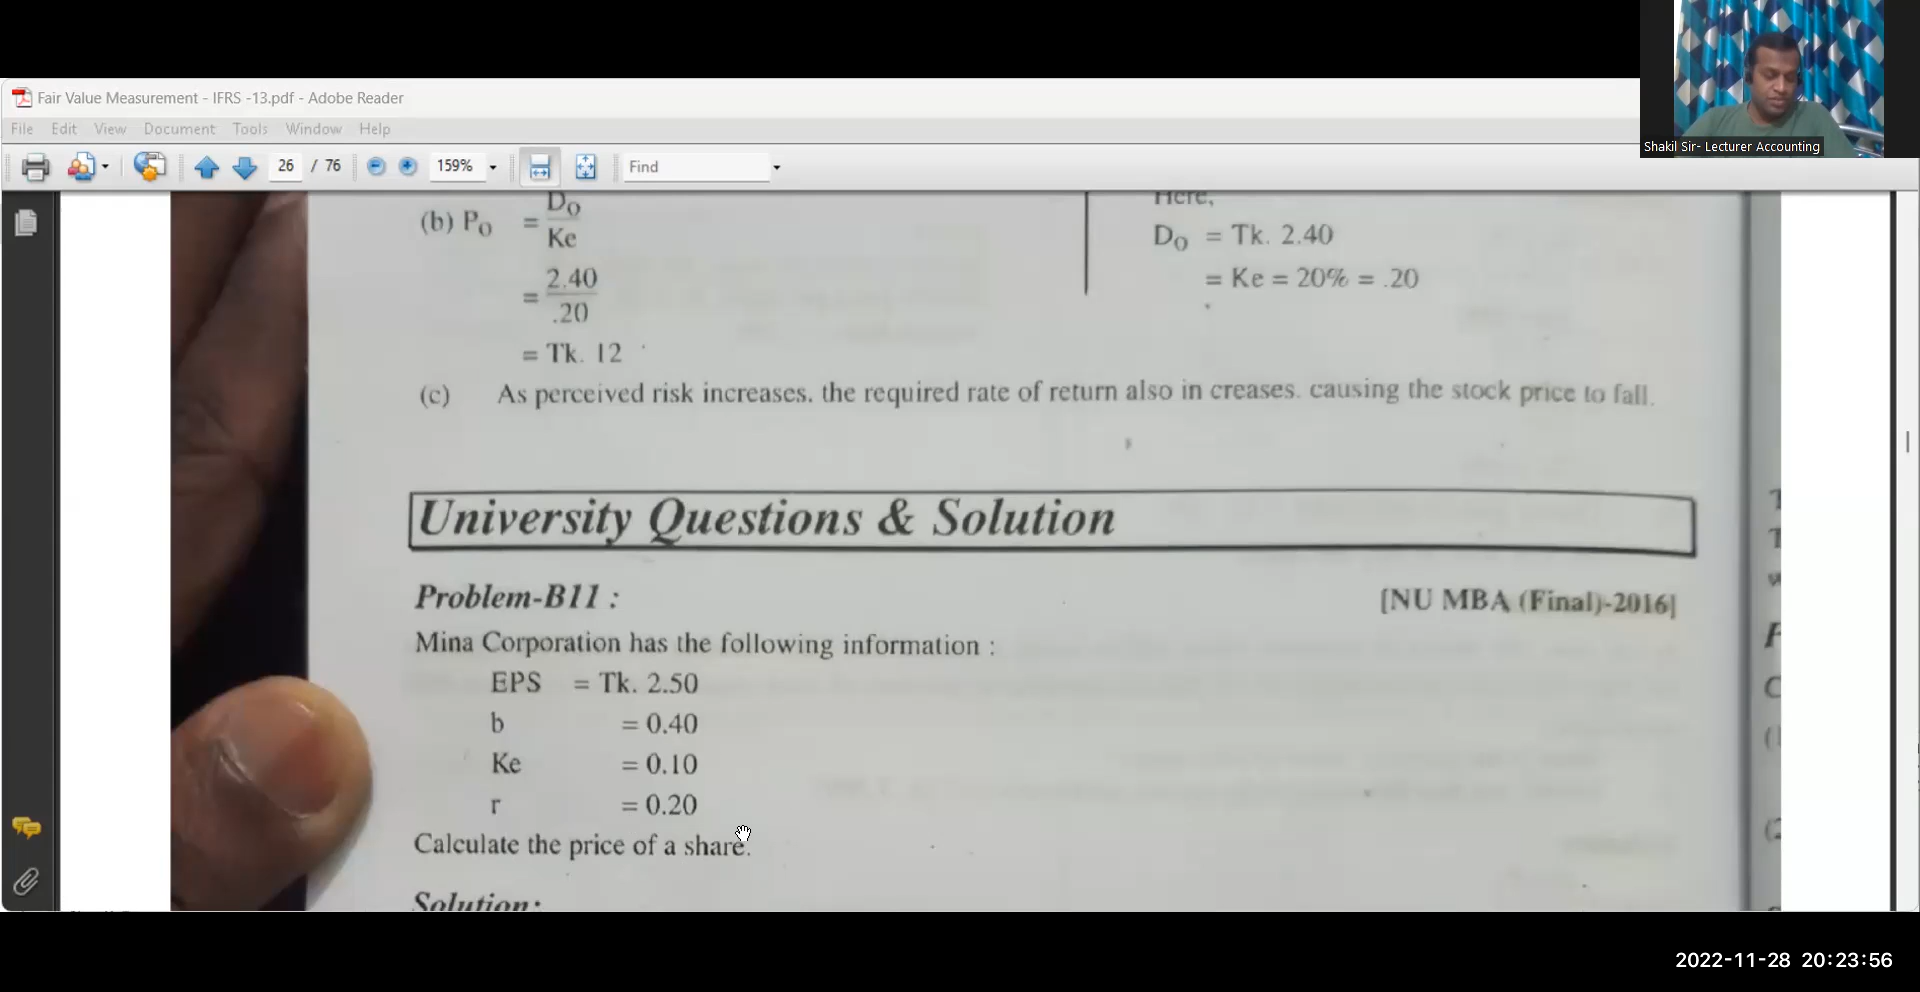 Shakil Sir- Lecturer Accounting
Fair Value Measurement - IFRS -13.pdf - Adobe Reader
File Edit View Document Tools Window Help
26 / 76 159% Find
(b) P0 = D0
Ke
= 2.40
.20
= Tk. 12
Here,
D0 = Tk. 2.40
= Ke = 20% = .20
(c) As perceived risk increases. the required rate of return also in creases. causing the stock price to fall.
University Questions & Solution
Problem-B11 :
[NU MBA (Final)-2016]
Mina Corporation has the following information :
EPS = Tk. 2.50
b = 0.40
Ke = 0.10
r = 0.20
Calculate the price of a share.
Solution:
2022-11-28 20:23:56